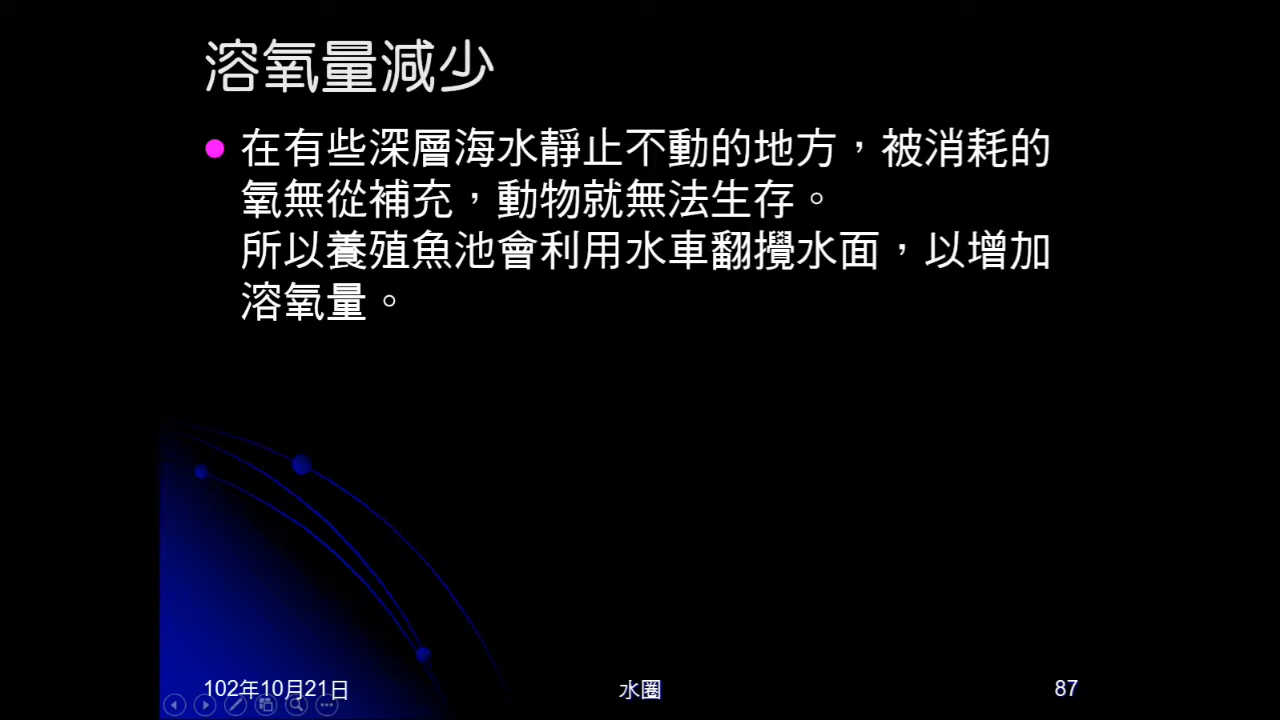 溶氧量減少
在有些深層海水靜止不動的地方，被消耗的
氧無從補充，動物就無法生存。
所以養殖魚池會利用水車翻攪水面，以增加
溶氧量。
102年10月21日
水圈
87